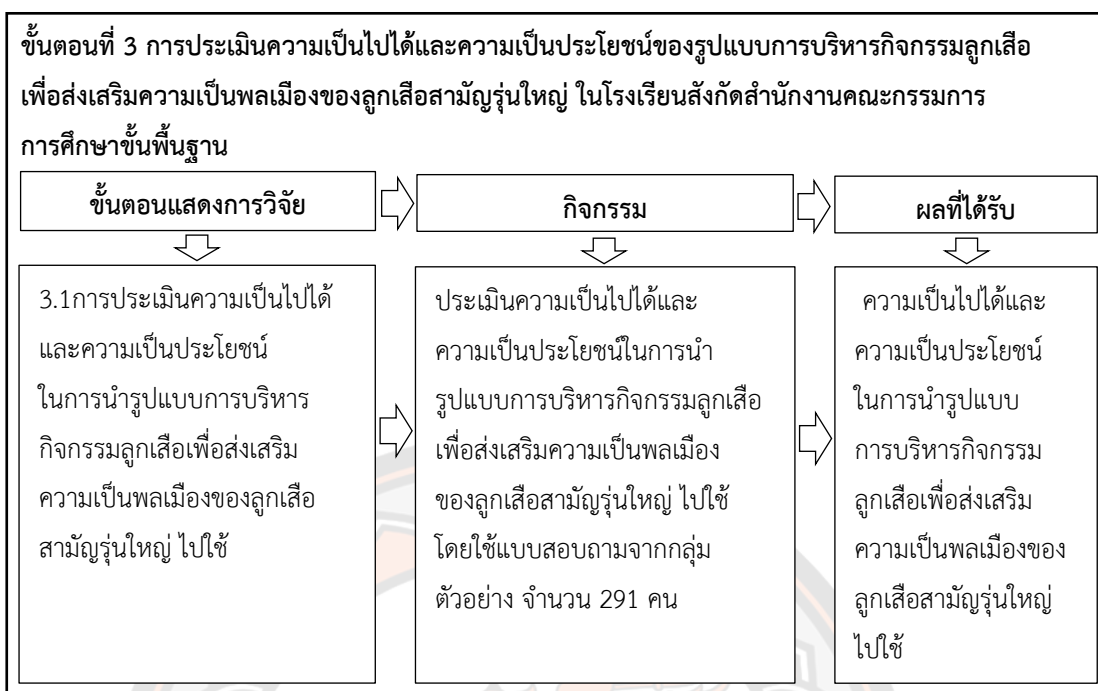 ขั้นตอนที่ 3 การประเมินความเป็นไปได้และความเป็นประโยชน์ของรูปแบบการบริหารกิจกรรมลูกเสือ
เพื่อส่งเสริมความเป็นพลเมืองของลูกเสือสามัญรุ่นใหญ่ ในโรงเรียนสังกัดสำนักงานคณะกรรมการ
การศึกษาขั้นพื้นฐาน
ขั้นตอนแสดงการวิจัย
กิจกรรม
ผลที่ได้รับ
3.1การประเมินความเป็นไปได้
และความเป็นประโยชน์
ในการนำรูปแบบการบริหาร
กิจกรรมลูกเสือเพื่อส่งเสริม
ความเป็นพลเมืองของลูกเสือ
สามัญรุ่นใหญ่ ไปใช้
ประเมินความเป็นไปได้และ
ความเป็นประโยชน์ในการนำ
รูปแบบการบริหารกิจกรรมลูกเสือ
เพื่อส่งเสริมความเป็นพลเมือง
ของลูกเสือสามัญรุ่นใหญ่ ไปใช้
โดยใช้แบบสอบถามจากกลุ่ม
ตัวอย่าง จำนวน 291 คน
ความเป็นไปได้และ
ความเป็นประโยชน์
ในการนำรูปแบบ
การบริหารกิจกรรม
ลูกเสือเพื่อส่งเสริม
ความเป็นพลเมืองของ
ลูกเสือสามัญรุ่นใหญ่
ไปใช้